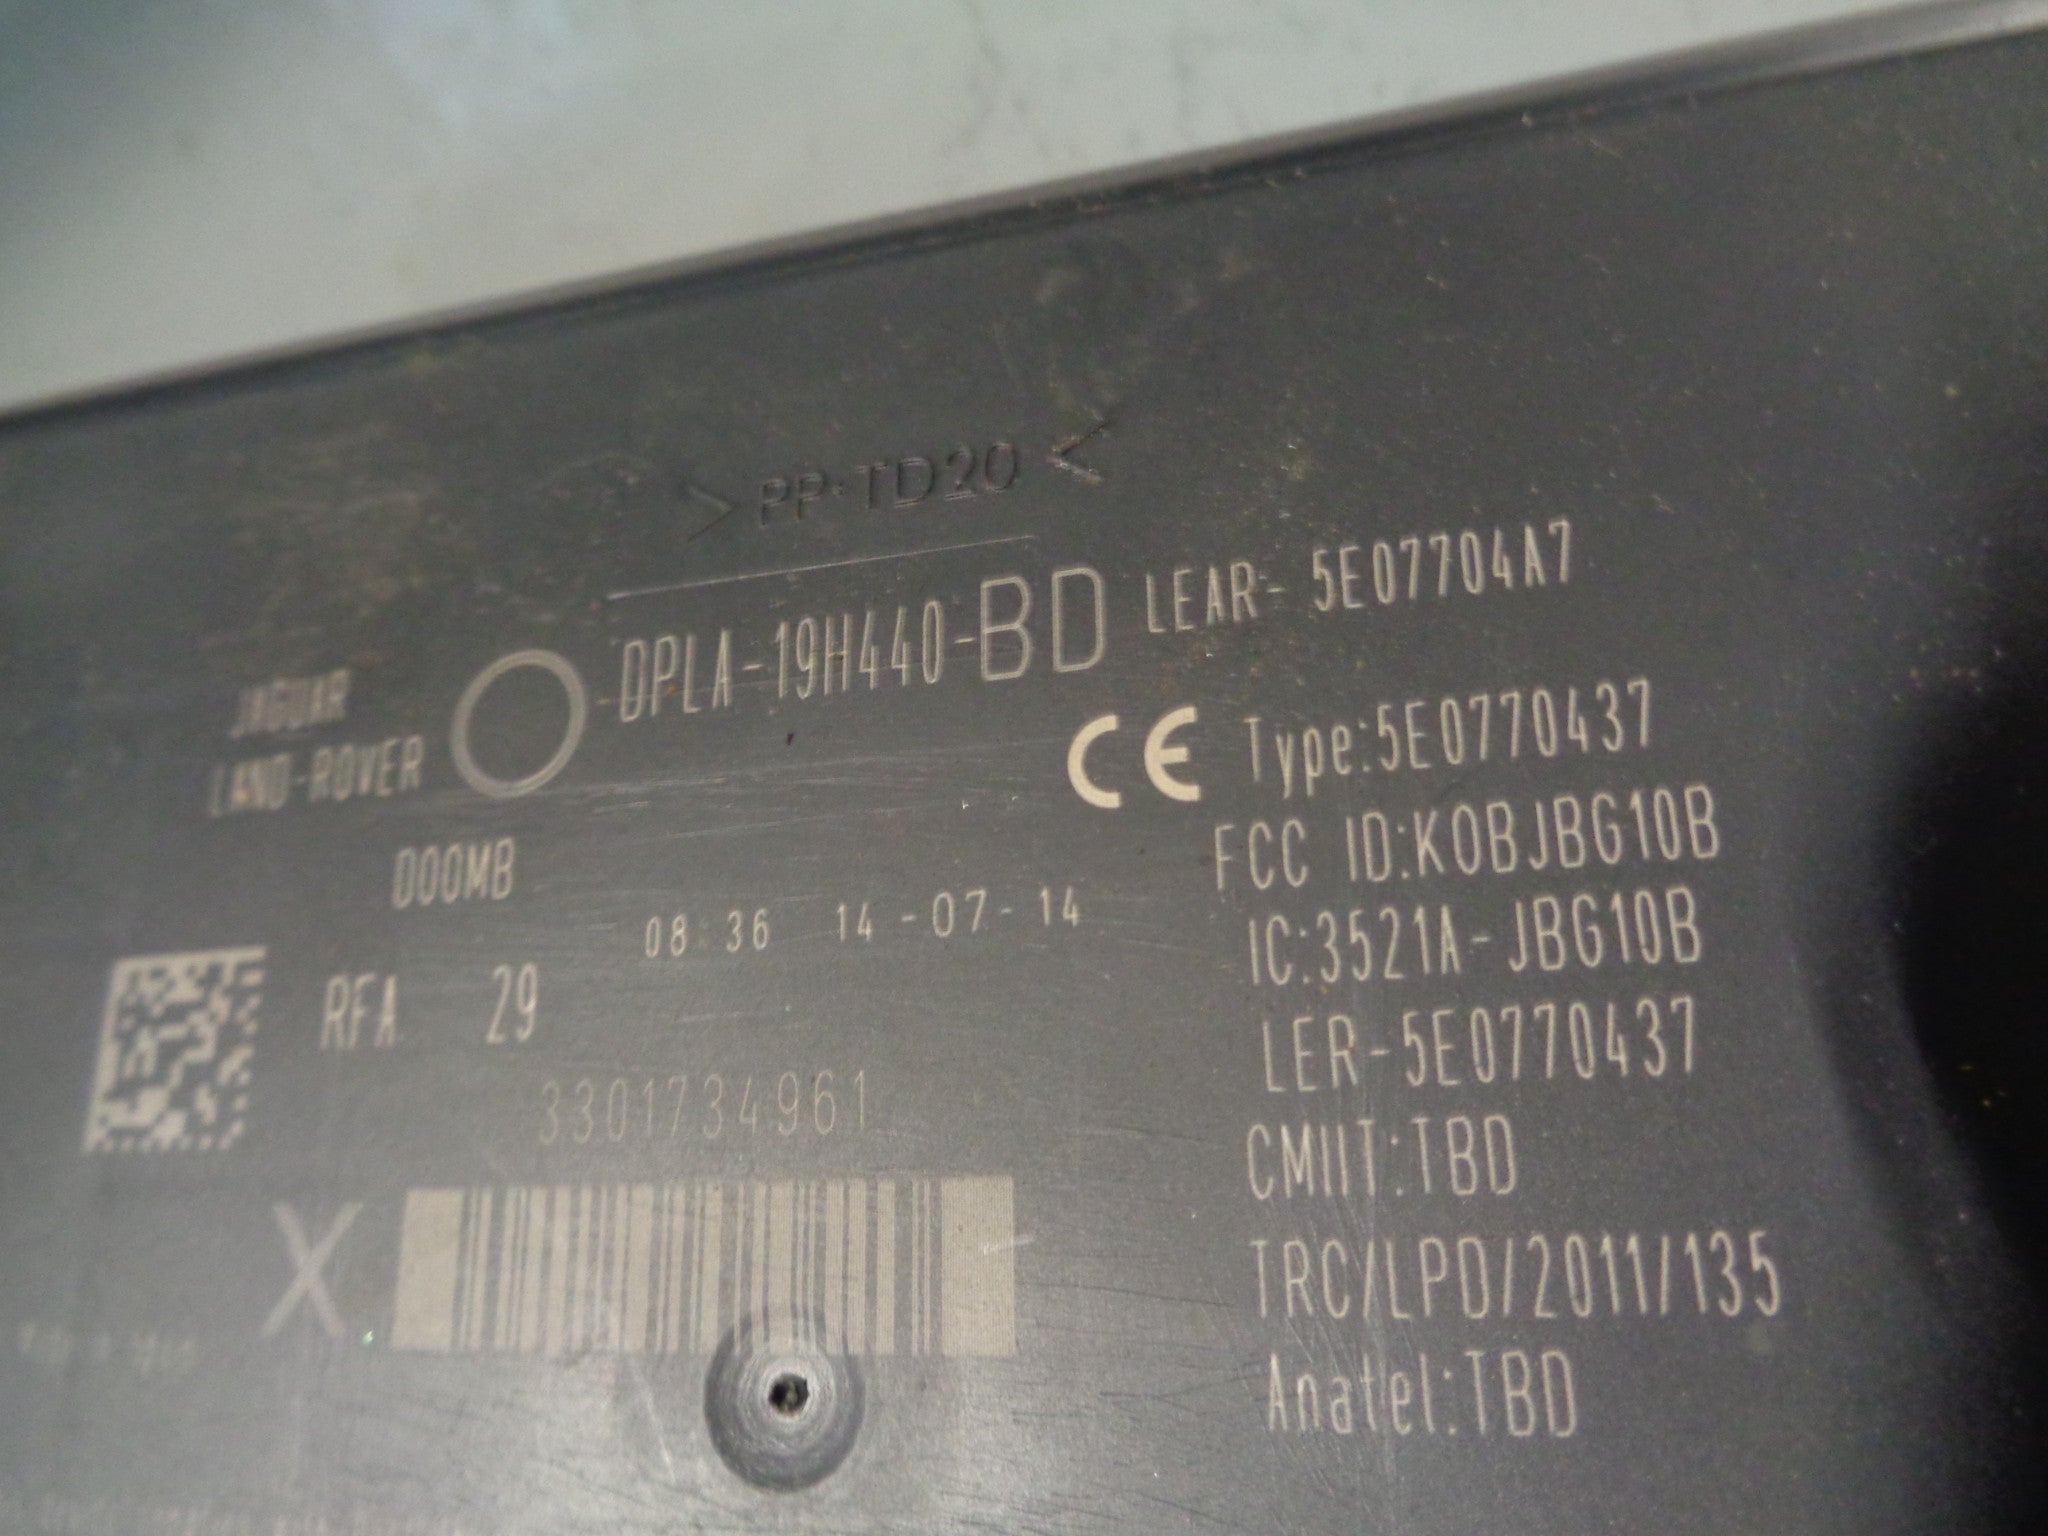 >PP-TD20<
JAGUAR
LAND-ROVER
DPLA-19H440-BD LEAR-5E07704A7
CE Type:5E0770437
D00MB
FCC ID:KOBJBG10B
08:36 14-07-14
IC:3521A-JBG10B
RFA 29
LER-5E0770437
3301734961
CMIIT:TBD
X
TRC/LPD/2011/135
Anatel:TBD